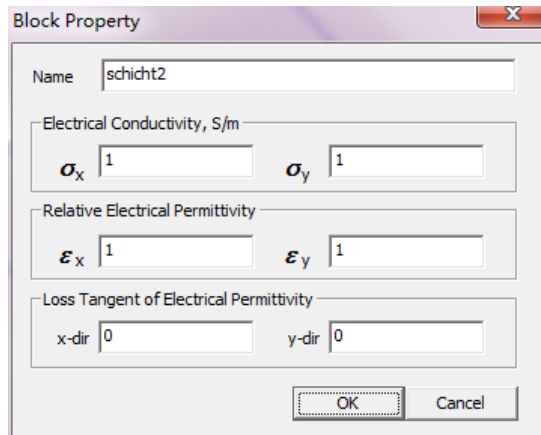 Block Property
X
Name schicht2
Electrical Conductivity, S/m
σx 1 σy 1
Relative Electrical Permittivity
εx 1 εy 1
Loss Tangent of Electrical Permittivity
x-dir 0 y-dir 0
OK Cancel